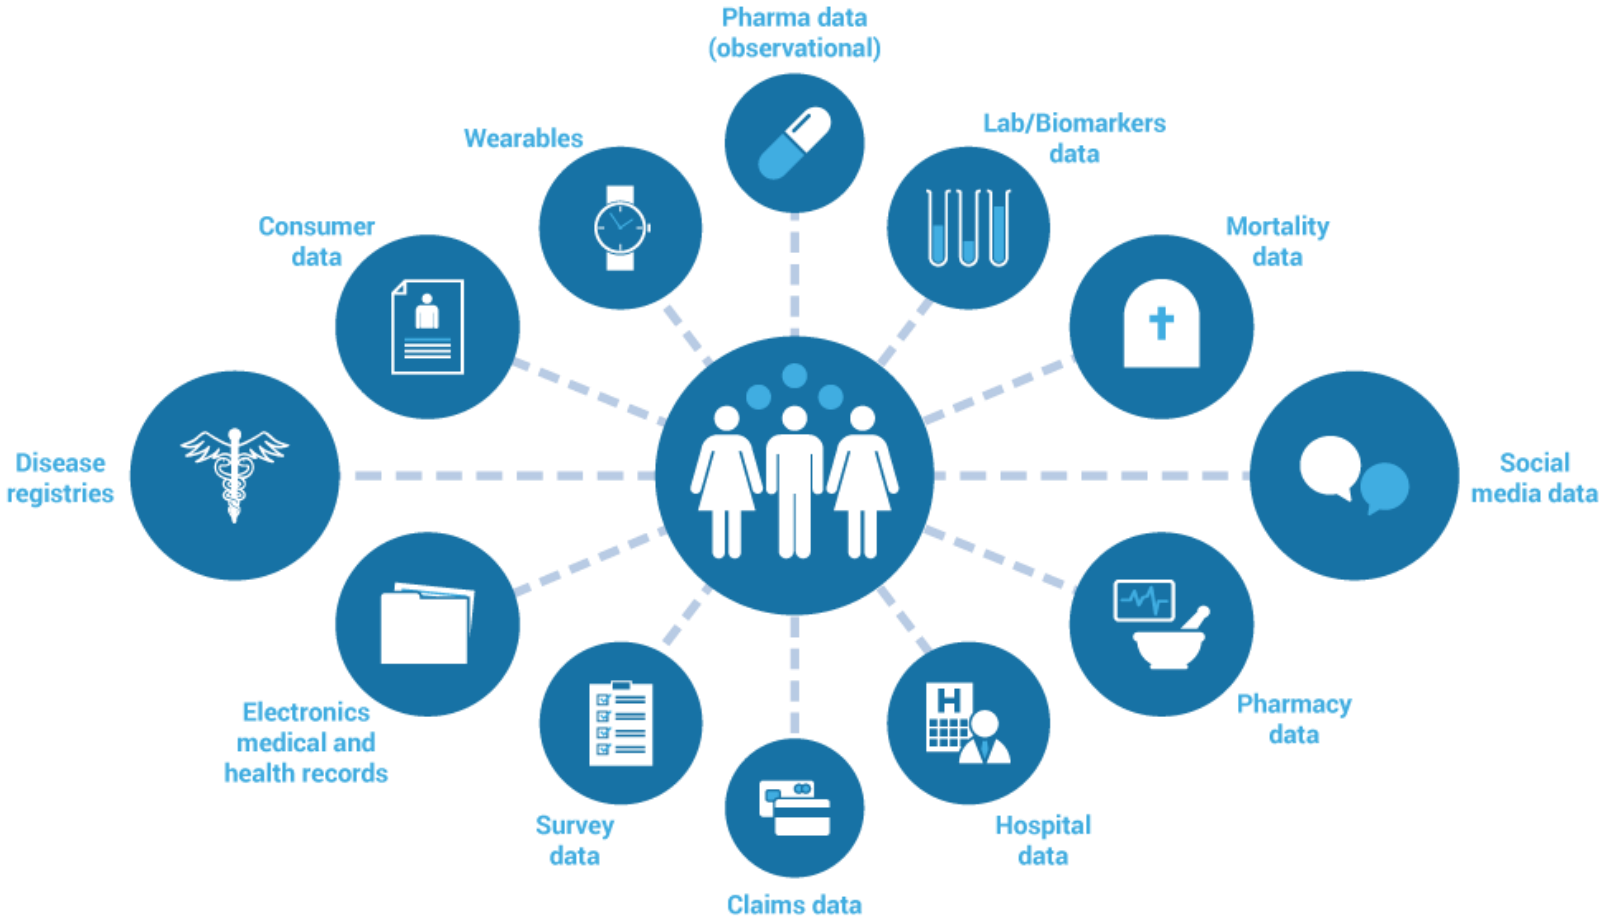 Pharma data
(observational)
Lab/Biomarkers
data
Wearables
Mortality
data
Consumer
data
Disease
registries
Social
media data
Electronics
medical and
health records
Pharmacy
data
Survey
data
Hospital
data
Claims data
H